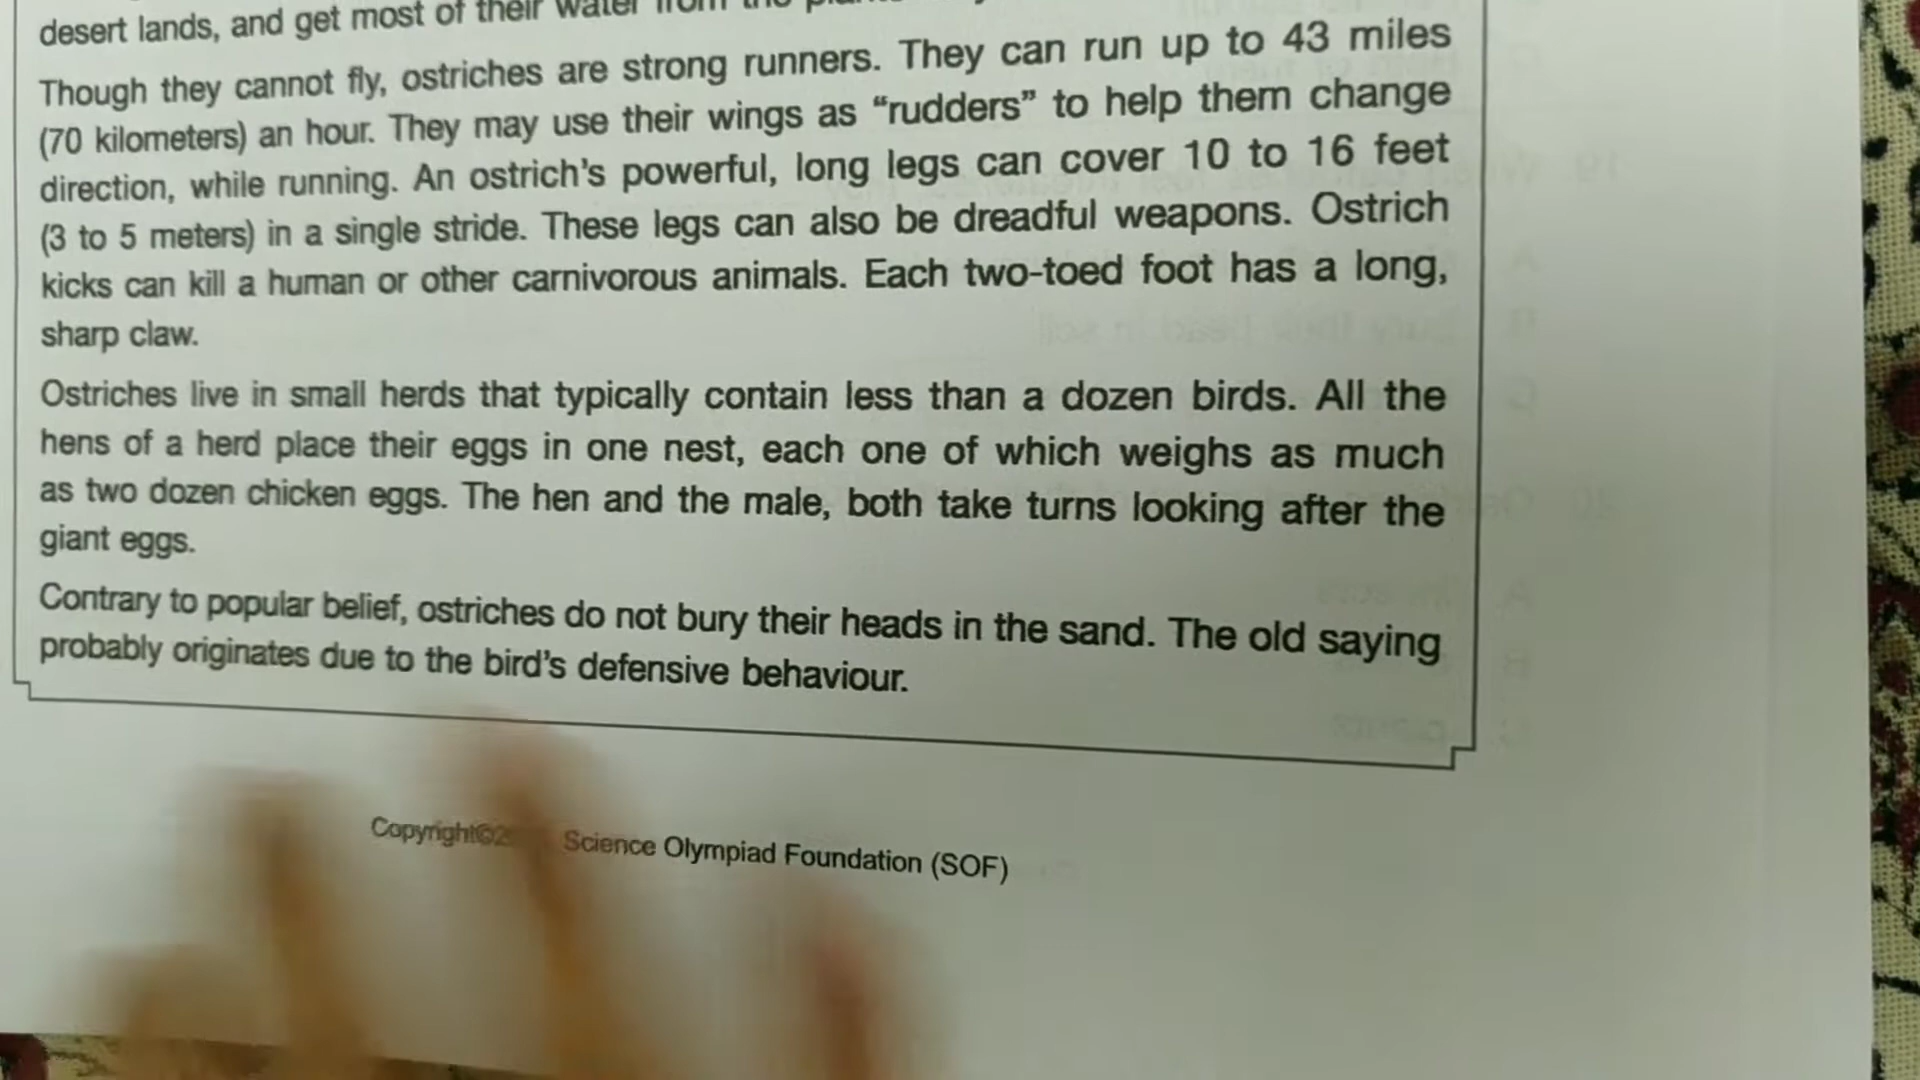 desert lands, and get most of their water from the
Though they cannot fly, ostriches are strong runners. They can run up to 43 miles
(70 kilometers) an hour. They may use their wings as “rudders” to help them change
direction, while running. An ostrich’s powerful, long legs can cover 10 to 16 feet
(3 to 5 meters) in a single stride. These legs can also be dreadful weapons. Ostrich
kicks can kill a human or other carnivorous animals. Each two-toed foot has a long,
sharp claw.
Ostriches live in small herds that typically contain less than a dozen birds. All the
hens of a herd place their eggs in one nest, each one of which weighs as much
as two dozen chicken eggs. The hen and the male, both take turns looking after the
giant eggs.
Contrary to popular belief, ostriches do not bury their heads in the sand. The old saying
probably originates due to the bird’s defensive behaviour.
Copyright© Science Olympiad Foundation (SOF)